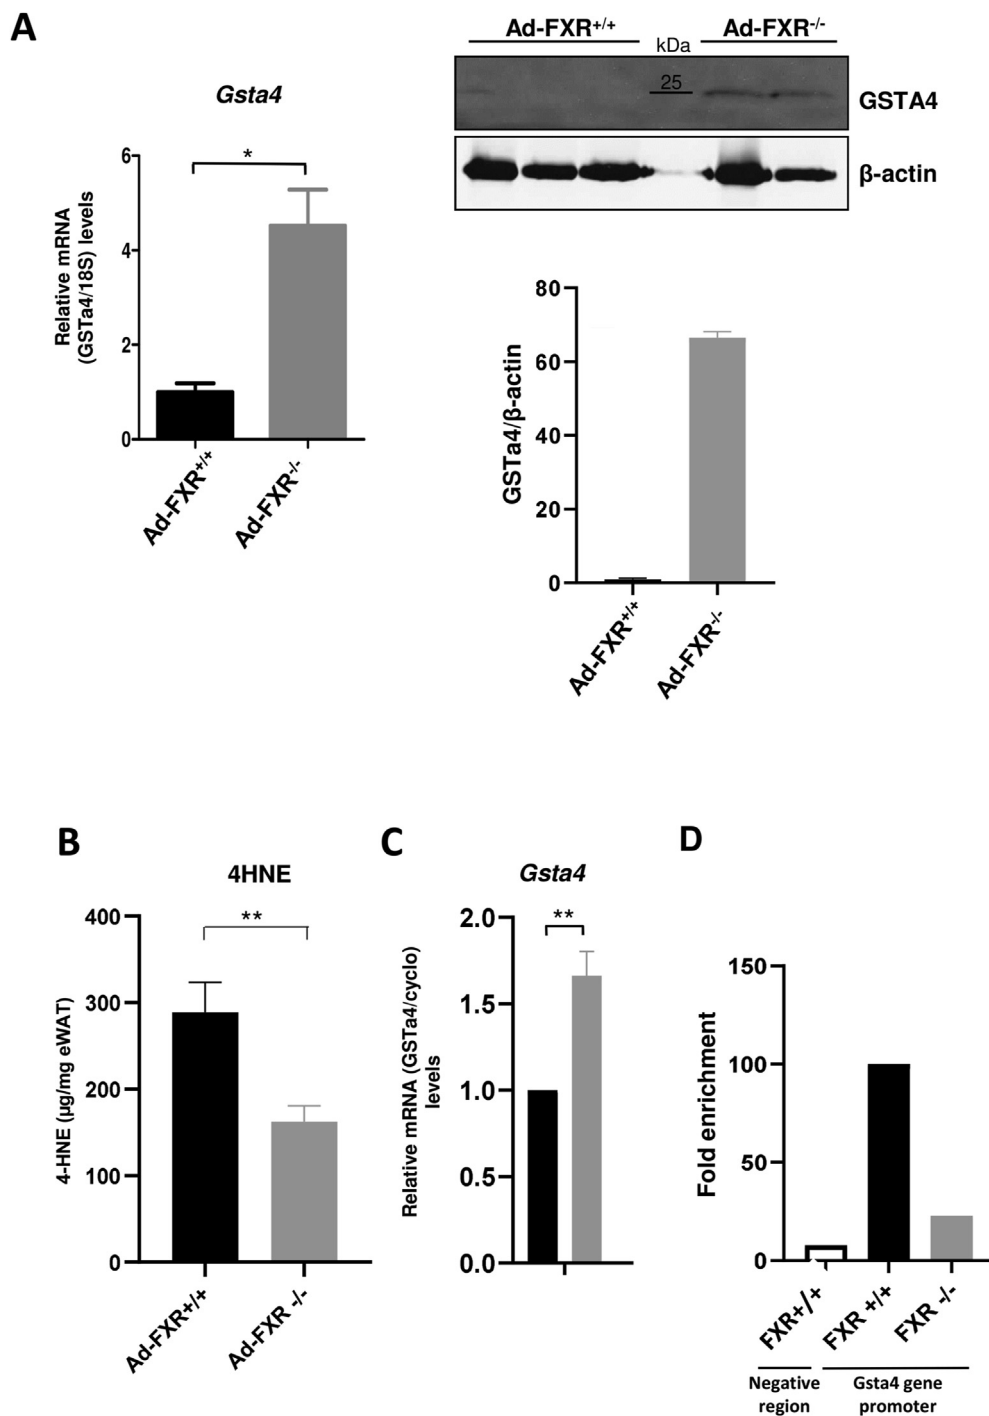 A
Gsta4
Relative mRNA
(GSTa4/18S) levels
6
4
2
0
*
Ad-FXR+/+
Ad-FXR-/-
Ad-FXR+/+
kDa
Ad-FXR-/-
25
GSTA4
β-actin
GSTa4/β-actin
80
60
40
20
0
Ad-FXR+/+
Ad-FXR-/-
B
4HNE
4-HNE (µg/mg eWAT)
400
300
200
100
0
**
Ad-FXR+/+
Ad-FXR -/-
C
Gsta4
Relative mRNA (GSTa4/cyclo)
levels
2.0
1.5
1.0
0.5
0.0
**
D
Fold enrichment
150
100
50
0
FXR+/+
FXR +/+
FXR -/-
Negative
region
Gsta4 gene
promoter